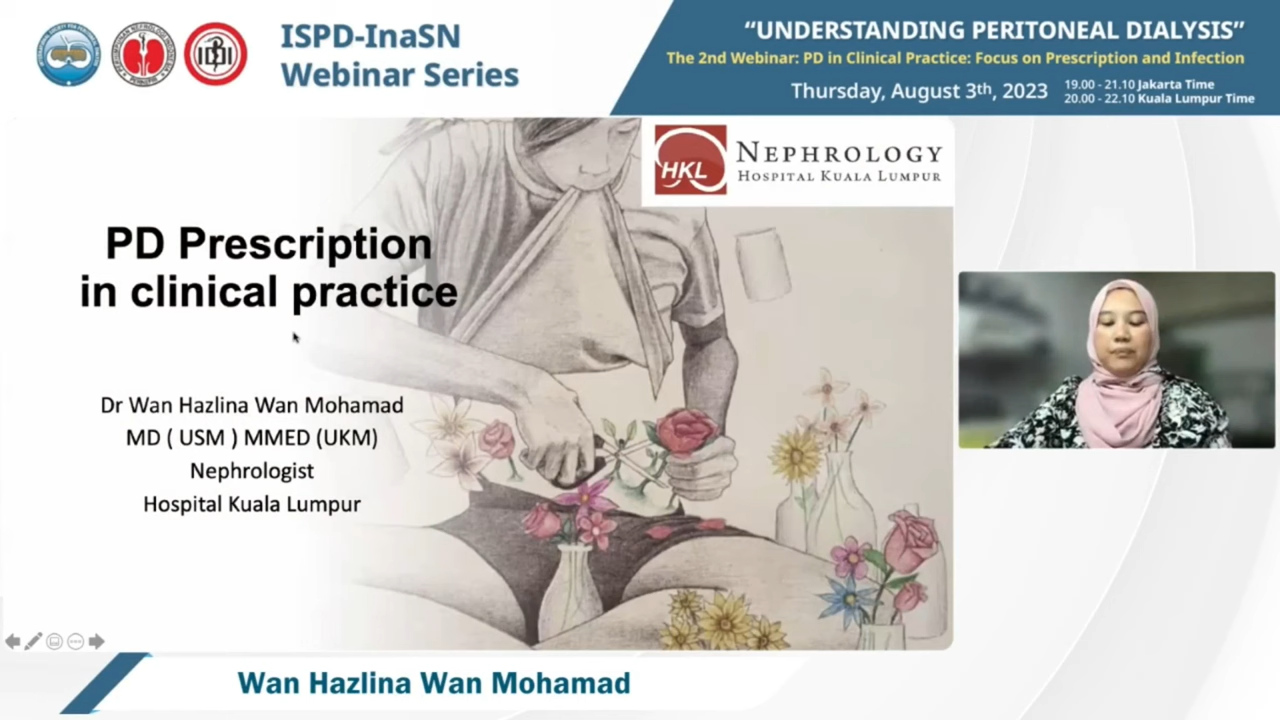 ISPD-InaSN
Webinar Series
“UNDERSTANDING PERITONEAL DIALYSIS”
The 2nd Webinar: PD in Clinical Practice: Focus on Prescription and Infection
Thursday, August 3th, 2023
19.00 - 21.10 Jakarta Time
20.00 - 22.10 Kuala Lumpur Time
HKL
NEPHROLOGY
HOSPITAL KUALA LUMPUR
PD Prescription
in clinical practice
Dr Wan Hazlina Wan Mohamad
MD ( USM ) MMED (UKM)
Nephrologist
Hospital Kuala Lumpur
Wan Hazlina Wan Mohamad